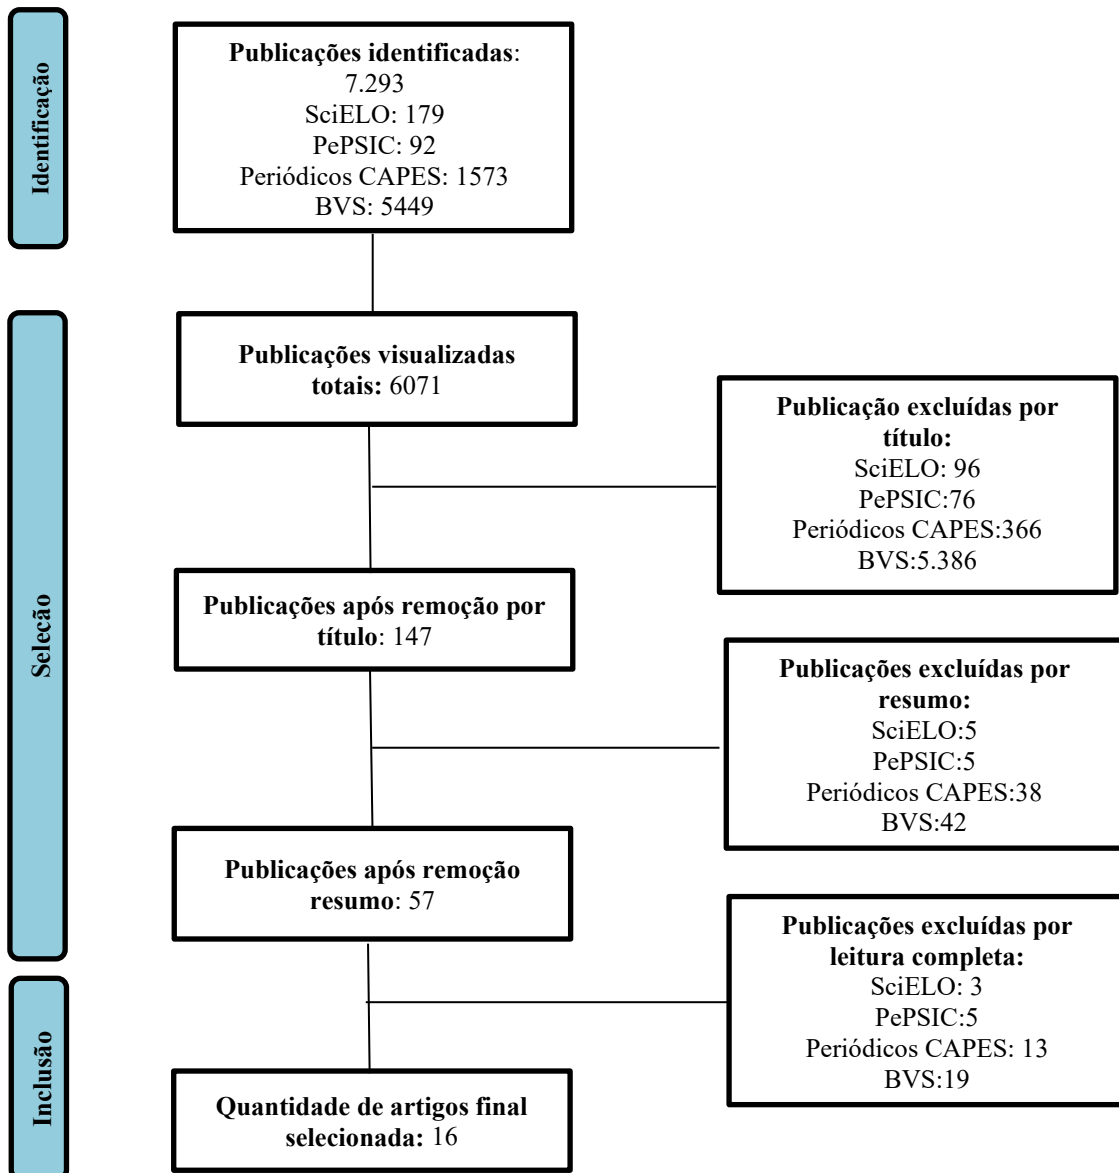 Identificação
Publicações identificadas:
7.293
SciELO: 179
PePSIC: 92
Periódicos CAPES: 1573
BVS: 5449
Seleção
Publicações visualizadas
totais: 6071
Publicação excluídas por
título:
SciELO: 96
PePSIC:76
Periódicos CAPES:366
BVS:5.386
Publicações após remoção por
título: 147
Publicações excluídas por
resumo:
SciELO:5
PePSIC:5
Periódicos CAPES:38
BVS:42
Publicações após remoção
resumo: 57
Publicações excluídas por
leitura completa:
SciELO: 3
PePSIC:5
Periódicos CAPES: 13
BVS:19
Inclusão
Quantidade de artigos final
selecionada: 16